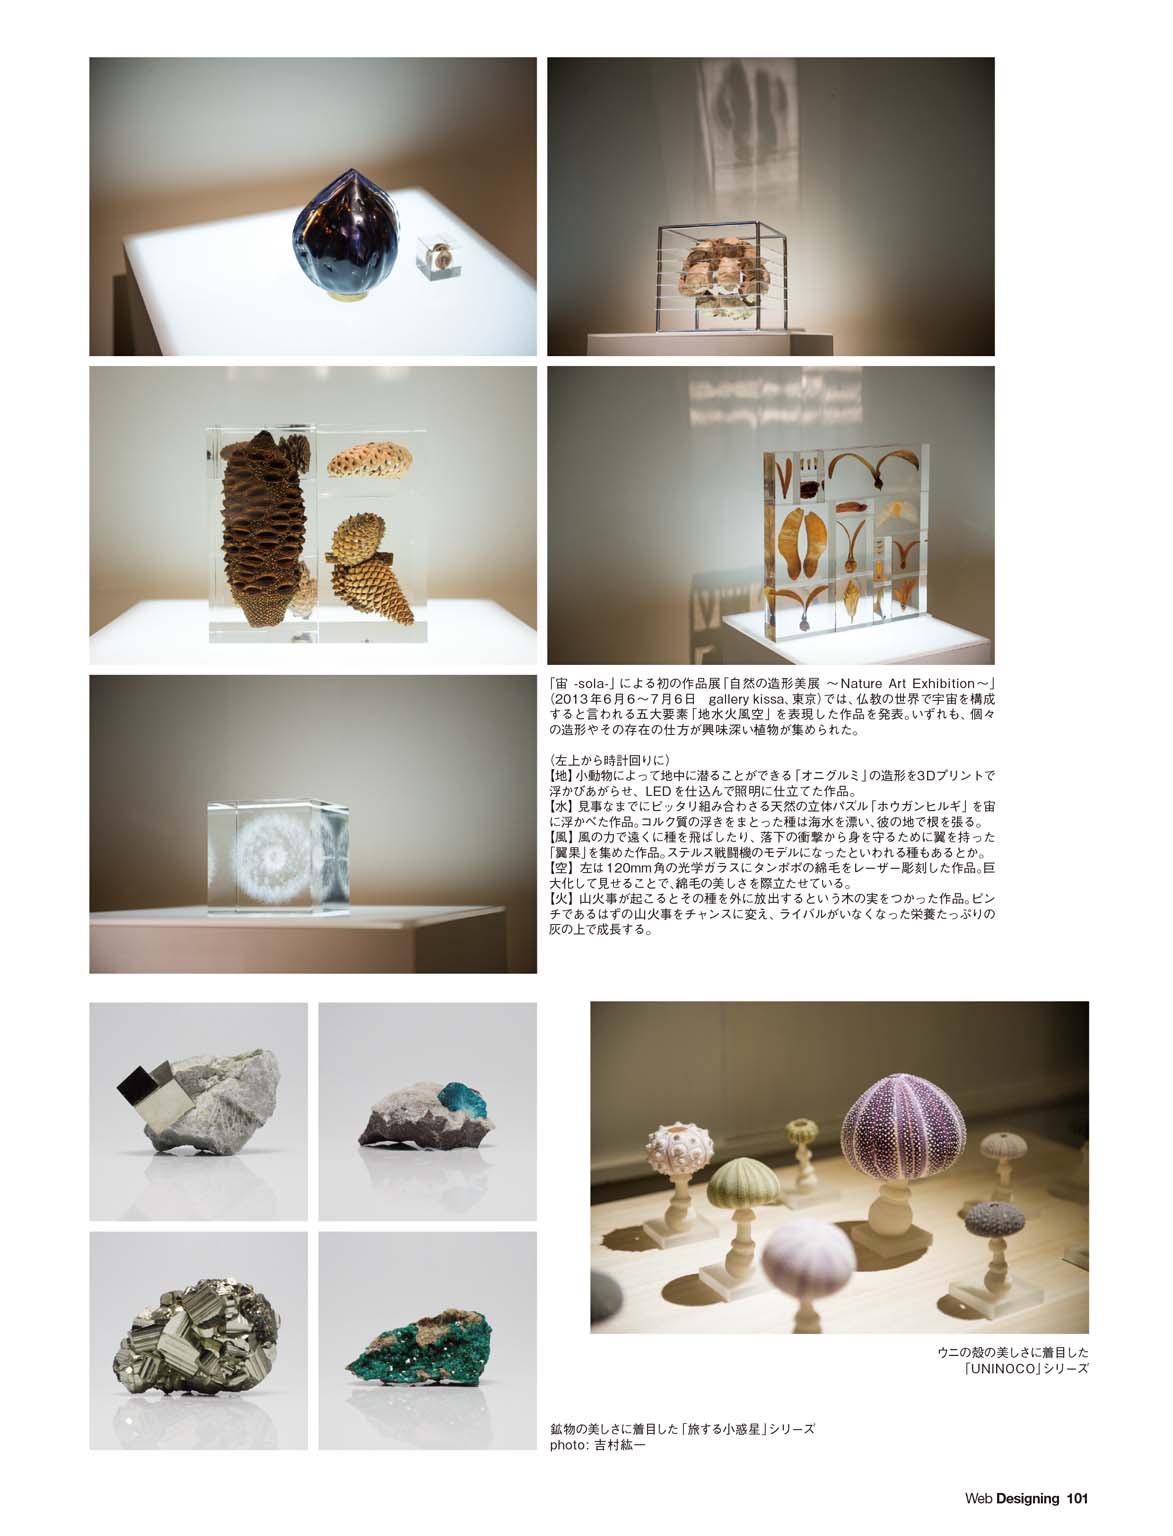 「宙 -sola-」による初の作品展「自然の造形美展 ～Nature Art Exhibition～」
（2013年6月6～7月6日　gallery kissa、東京）では、仏教の世界で宇宙を構成
すると言われる五大要素「地水火風空」を表現した作品を発表。いずれも、個々
の造形やその存在の仕方が興味深い植物が集められた。
（左上から時計回りに）
【地】小動物によって地中に潜ることができる「オニグルミ」の造形を3Dプリントで
浮かびあがらせ、LEDを仕込んで照明に仕立てた作品。
【水】見事なまでにピッタリ組み合わさる天然の立体パズル「ホウガンヒルギ」を宙
に浮かべた作品。コルク質の浮きをまとった種は海水を漂い、彼の地で根を張る。
【風】風の力で遠くに種を飛ばしたり、落下の衝撃から身を守るために翼を持った
「翼果」を集めた作品。ステルス戦闘機のモデルになったといわれる種もあるとか。
【空】左は120mm角の光学ガラスにタンポポの綿毛をレーザー彫刻した作品。巨
大化して見せることで、綿毛の美しさを際立たせている。
【火】山火事が起こるとその種を外に放出するという木の実をつかった作品。ピン
チであるはずの山火事をチャンスに変え、ライバルがいなくなった栄養たっぷりの
灰の上で成長する。
ウニの殻の美しさに着目した
「UNINOCO」シリーズ
鉱物の美しさに着目した「旅する小惑星」シリーズ
photo: 吉村紘一
Web Designing 101